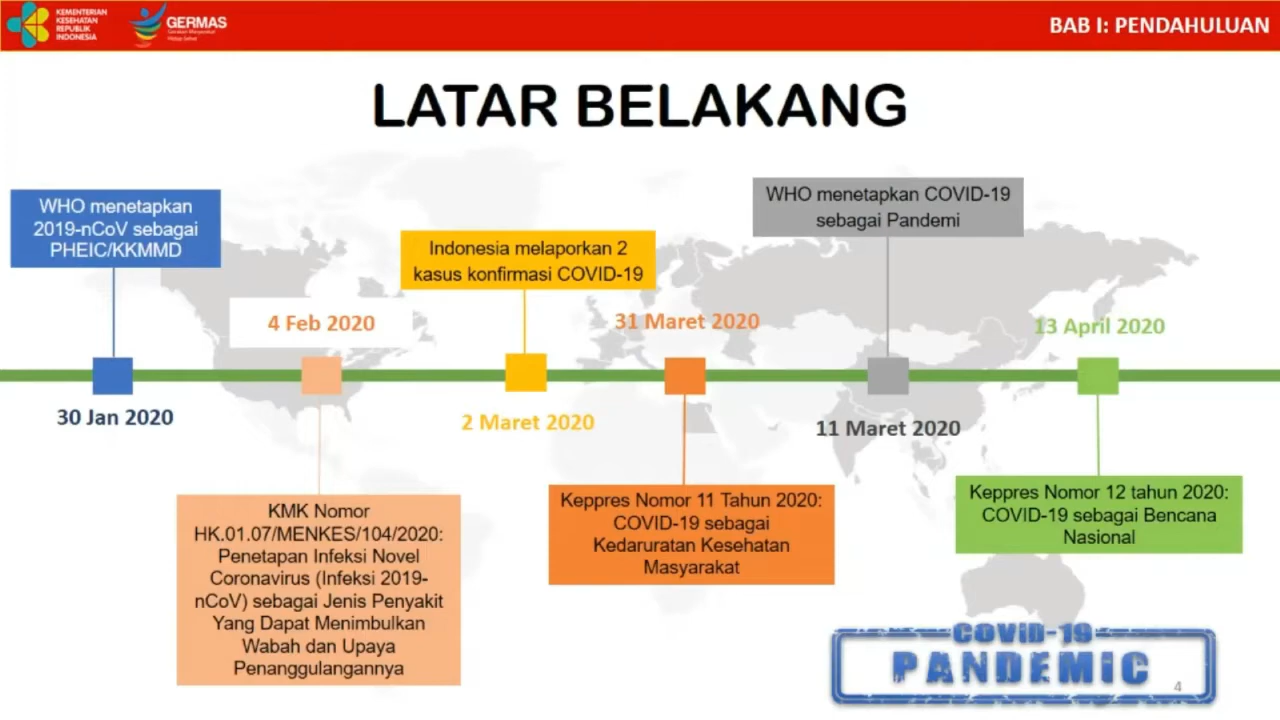 KEMENTERIAN
KESEHATAN
REPUBLIK
INDONESIA
GERMAS
Gerakan Masyarakat
Hidup Sehat
BAB I: PENDAHULUAN
LATAR BELAKANG
WHO menetapkan
2019-nCoV sebagai
PHEIC/KKMMD
30 Jan 2020
4 Feb 2020
KMK Nomor
HK.01.07/MENKES/104/2020:
Penetapan Infeksi Novel
Coronavirus (Infeksi 2019-
nCoV) sebagai Jenis Penyakit
Yang Dapat Menimbulkan
Wabah dan Upaya
Penanggulangannya
Indonesia melaporkan 2
kasus konfirmasi COVID-19
2 Maret 2020
31 Maret 2020
Keppres Nomor 11 Tahun 2020:
COVID-19 sebagai
Kedaruratan Kesehatan
Masyarakat
WHO menetapkan COVID-19
sebagai Pandemi
11 Maret 2020
13 April 2020
Keppres Nomor 12 tahun 2020:
COVID-19 sebagai Bencana
Nasional
COViD-19
PANDEMIC
4